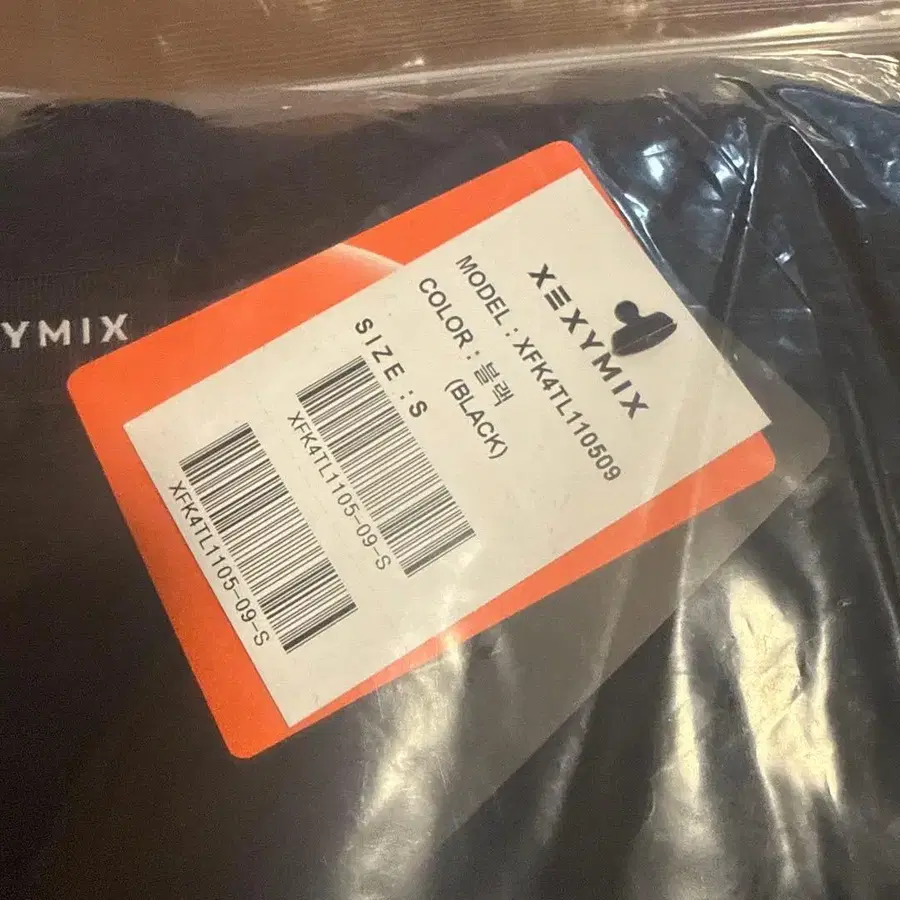 YMIX
XEXYMIX
MODEL : XFK4TL110509
COLOR : 블랙
(BLACK)
SIZE : S
XFK4TL1105-09-S
XFK4TL1105-09-S